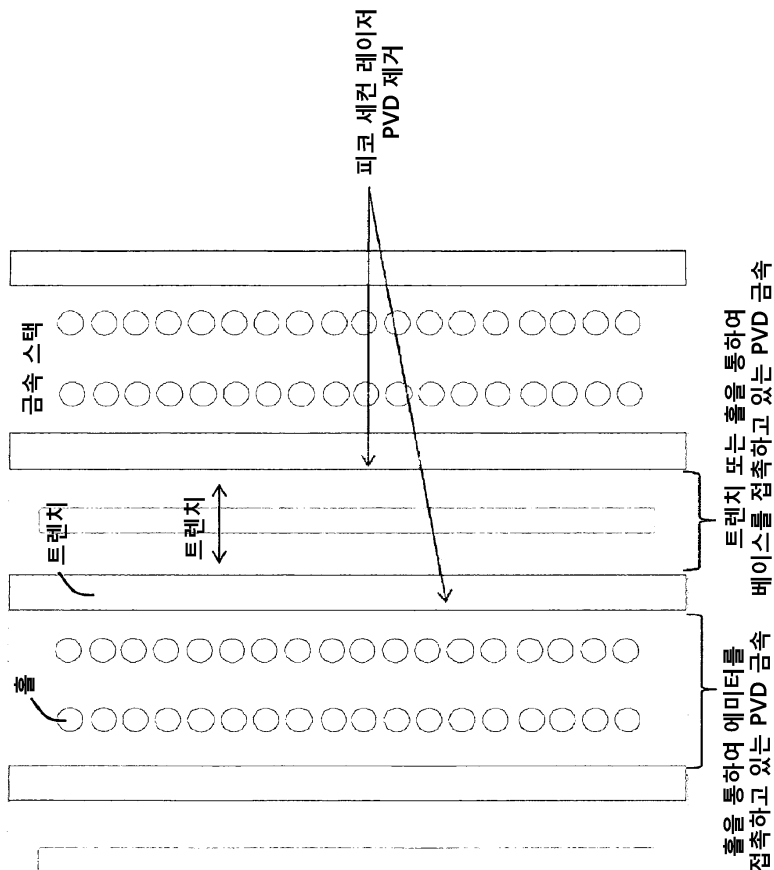 피코 세컨 레이저
PVD 제거
금속 스택
트렌치
트렌치
홀
트렌치 또는 홀을 통하여
베이스를 접촉하고 있는 PVD 금속
홀을 통하여 에미터를
접촉하고 있는 PVD 금속